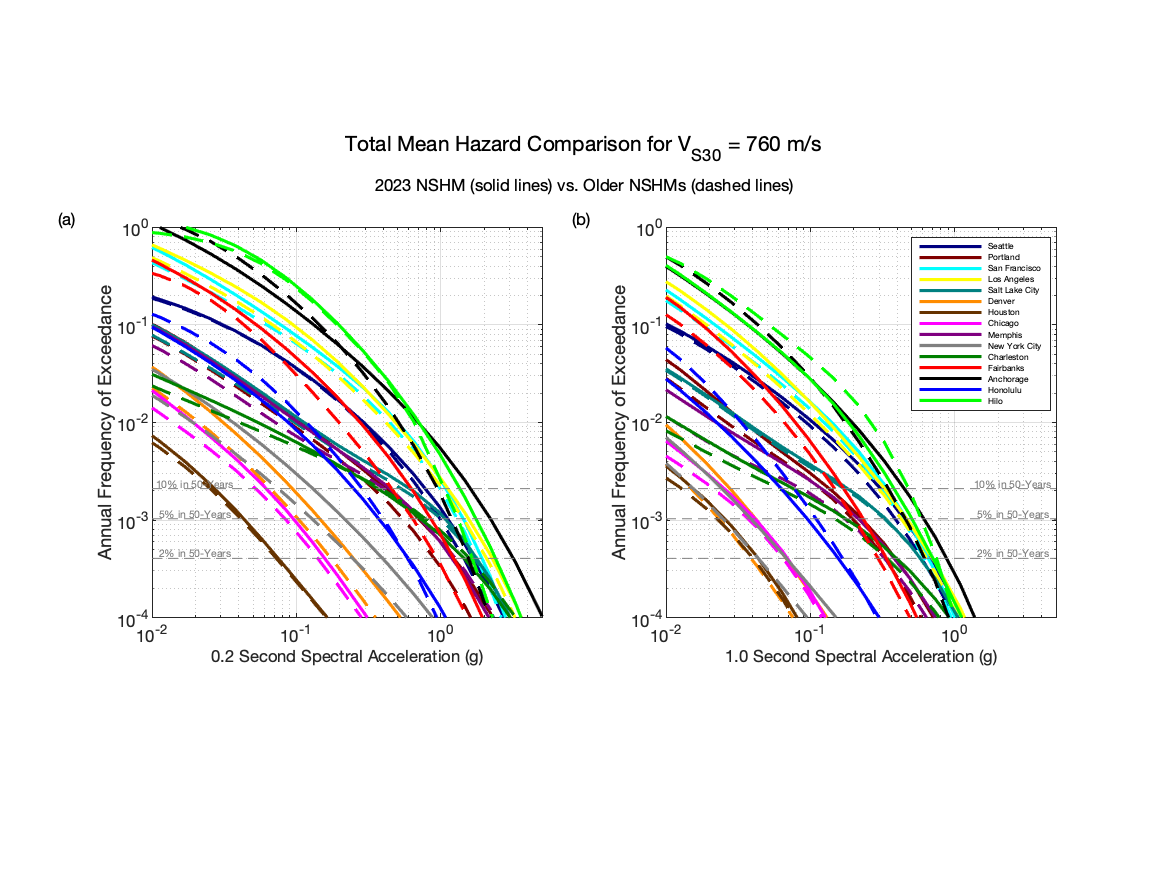 Total Mean Hazard Comparison for VS30 = 760 m/s
2023 NSHM (solid lines) vs. Older NSHMs (dashed lines)
(a)
Annual Frequency of Exceedance
10^0
10^-1
10^-2
10^-3
10^-4
10% in 50-Years
5% in 50-Years
2% in 50-Years
10^-2
10^-1
10^0
0.2 Second Spectral Acceleration (g)
(b)
Annual Frequency of Exceedance
10^0
10^-1
10^-2
10^-3
10^-4
Seattle
Portland
San Francisco
Los Angeles
Salt Lake City
Denver
Houston
Chicago
Memphis
New York City
Charleston
Fairbanks
Anchorage
Honolulu
Hilo
10% in 50-Years
5% in 50-Years
2% in 50-Years
10^-2
10^-1
10^0
1.0 Second Spectral Acceleration (g)